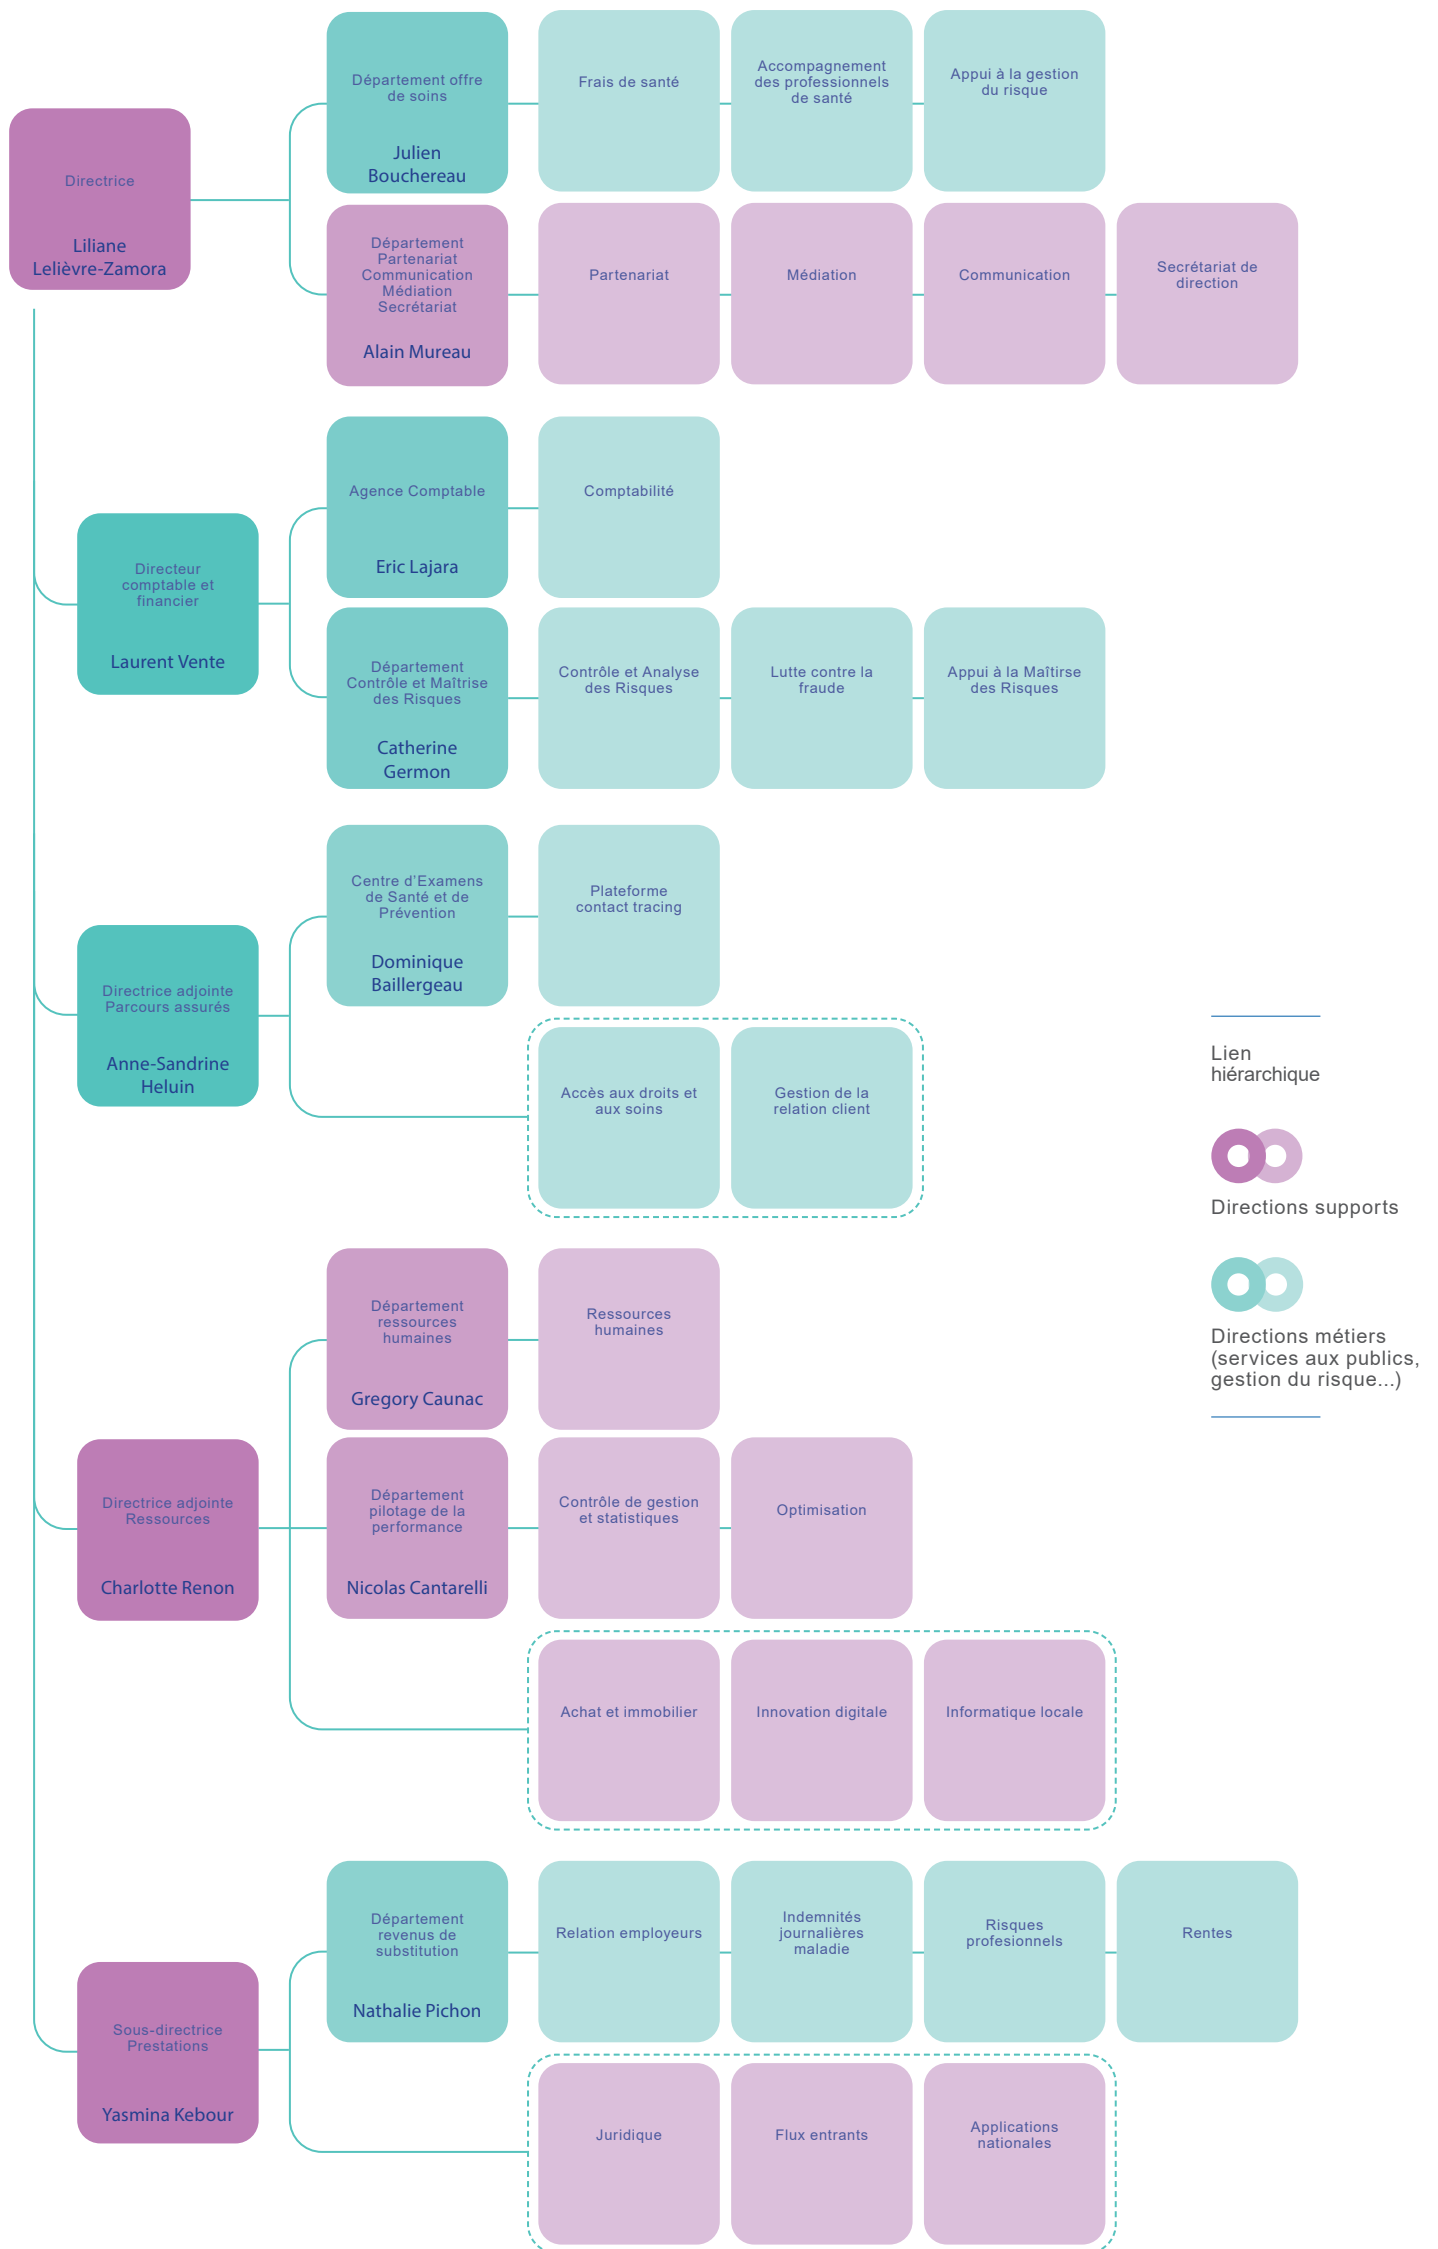 Directrice
Liliane
Lelièvre-Zamora
Département offre
de soins
Julien
Bouchereau
Frais de santé
Accompagnement
des professionnels
de santé
Appui à la gestion
du risque
Département
Partenariat
Communication
Médiation
Secrétariat
Alain Mureau
Partenariat
Médiation
Communication
Secrétariat de
direction
Directeur
comptable et
financier
Laurent Vente
Agence Comptable
Eric Lajara
Comptabilité
Département
Contrôle et Maîtrise
des Risques
Catherine
Germon
Contrôle et Analyse
des Risques
Lutte contre la
fraude
Appui à la Maîtirse
des Risques
Directrice adjointe
Parcours assurés
Anne-Sandrine
Heluin
Centre d'Examens
de Santé et de
Prévention
Dominique
Baillergeau
Plateforme
contact tracing
Accès aux droits et
aux soins
Gestion de la
relation client
Directrice adjointe
Ressources
Charlotte Renon
Département
ressources
humaines
Gregory Caunac
Ressources
humaines
Département
pilotage de la
performance
Nicolas Cantarelli
Contrôle de gestion
et statistiques
Optimisation
Achat et immobilier
Innovation digitale
Informatique locale
Sous-directrice
Prestations
Yasmina Kebour
Département
revenus de
substitution
Nathalie Pichon
Relation employeurs
Indemnités
journalières
maladie
Risques
profesionnels
Rentes
Juridique
Flux entrants
Applications
nationales
Lien
hiérarchique
Directions supports
Directions métiers
(services aux publics,
gestion du risque...)